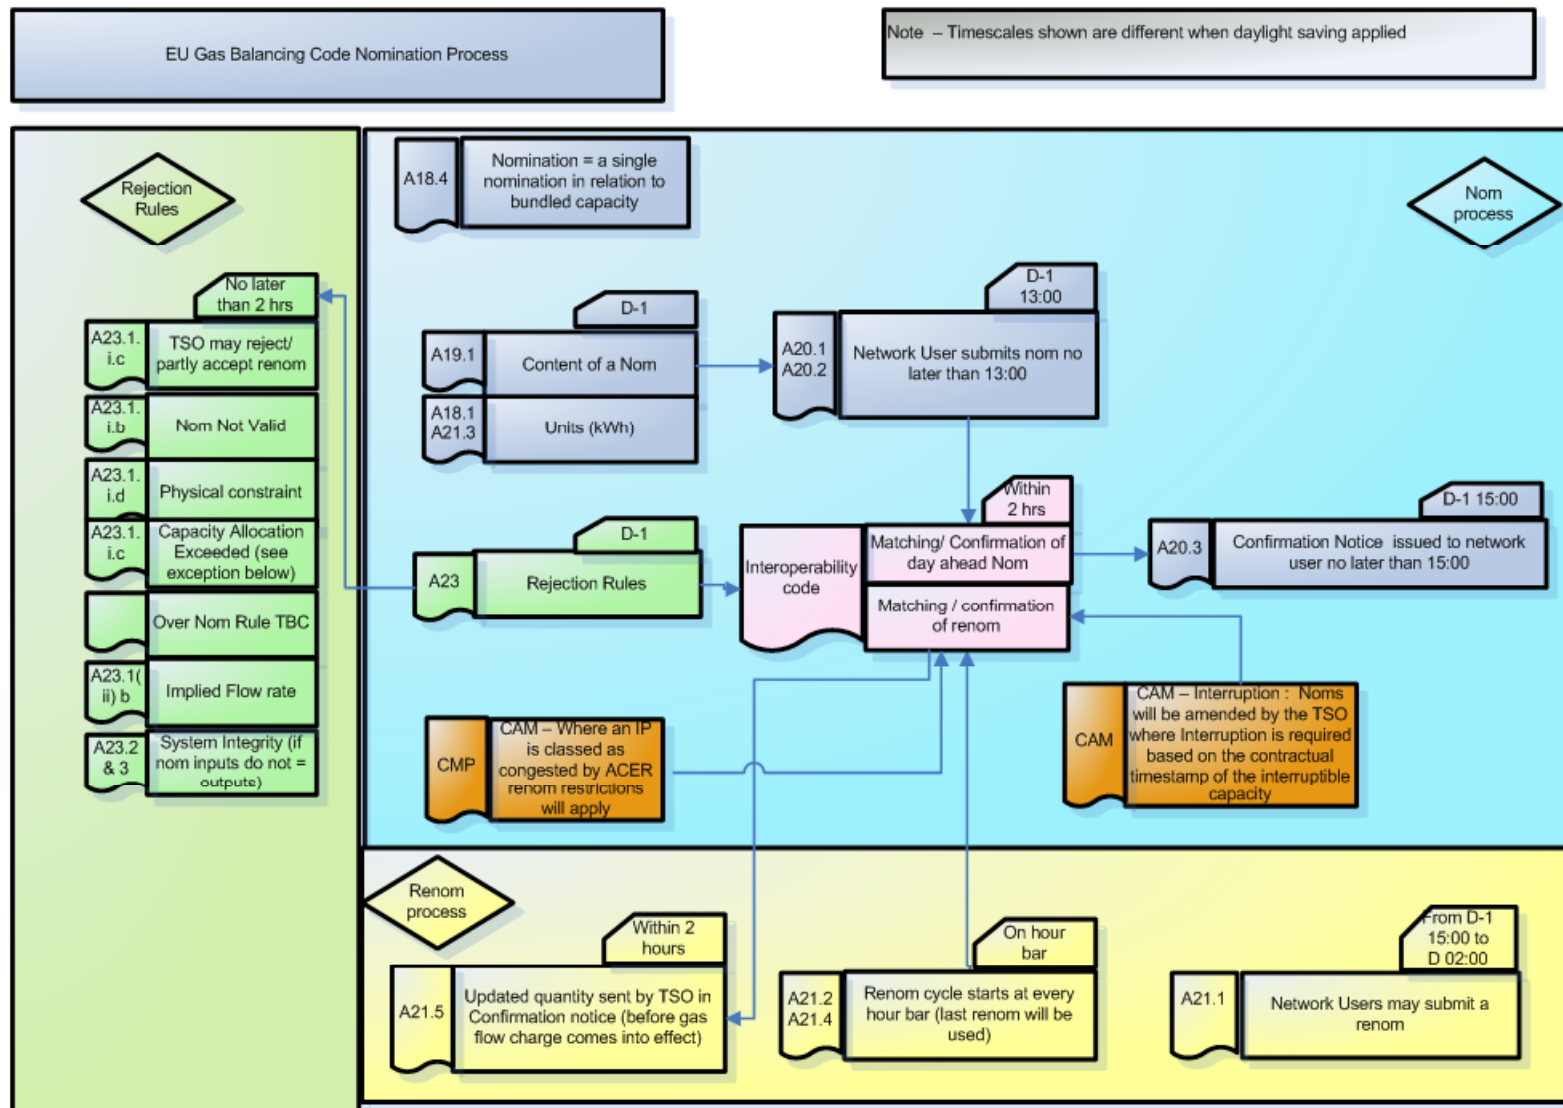 EU Gas Balancing Code Nomination Process
Note – Timescales shown are different when daylight saving applied
Rejection
Rules
No later
than 2 hrs
A23.1.
i.c
TSO may reject/
partly accept renom
A23.1.
i.b
Nom Not Valid
A23.1.
i.d
Physical constraint
A23.1.
i.c
Capacity Allocation
Exceeded (see
exception below)
Over Nom Rule TBC
A23.1(
ii) b
Implied Flow rate
A23.2
& 3
System Integrity (if
nom inputs do not =
outputs)
A18.4
Nomination = a single
nomination in relation to
bundled capacity
Nom
process
D-1
A19.1
Content of a Nom
A18.1
A21.3
Units (kWh)
D-1
13:00
A20.1
A20.2
Network User submits nom no
later than 13:00
D-1
A23
Rejection Rules
Within
2 hrs
Interoperability
code
Matching/ Confirmation of
day ahead Nom
Matching / confirmation
of renom
D-1 15:00
A20.3
Confirmation Notice issued to network
user no later than 15:00
CMP
CAM – Where an IP
is classed as
congested by ACER
renom restrictions
will apply
CAM
CAM – Interruption : Noms
will be amended by the TSO
where Interruption is required
based on the contractual
timestamp of the interruptible
capacity
Renom
process
Within 2
hours
A21.5
Updated quantity sent by TSO in
Confirmation notice (before gas
flow charge comes into effect)
On hour
bar
A21.2
A21.4
Renom cycle starts at every
hour bar (last renom will be
used)
From D-1
15:00 to
D 02:00
A21.1
Network Users may submit a
renom